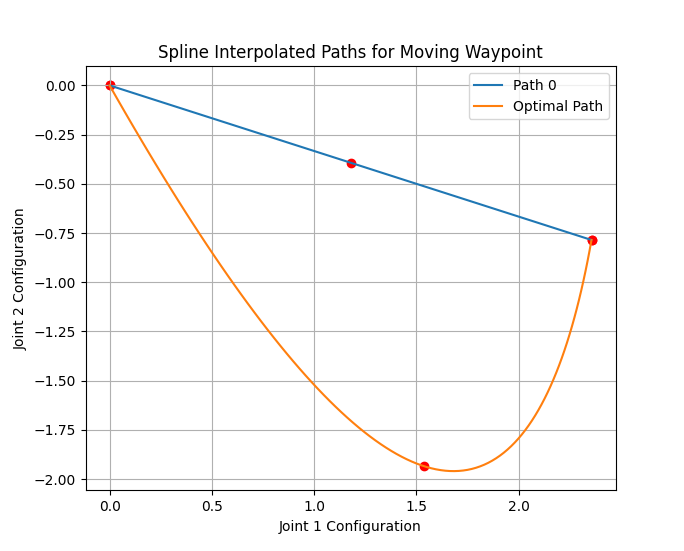 Spline Interpolated Paths for Moving Waypoint
Path 0
Optimal Path
0.00
−0.25
−0.50
−0.75
−1.00
−1.25
−1.50
−1.75
−2.00
Joint 2 Configuration
0.0
0.5
1.0
1.5
2.0
Joint 1 Configuration